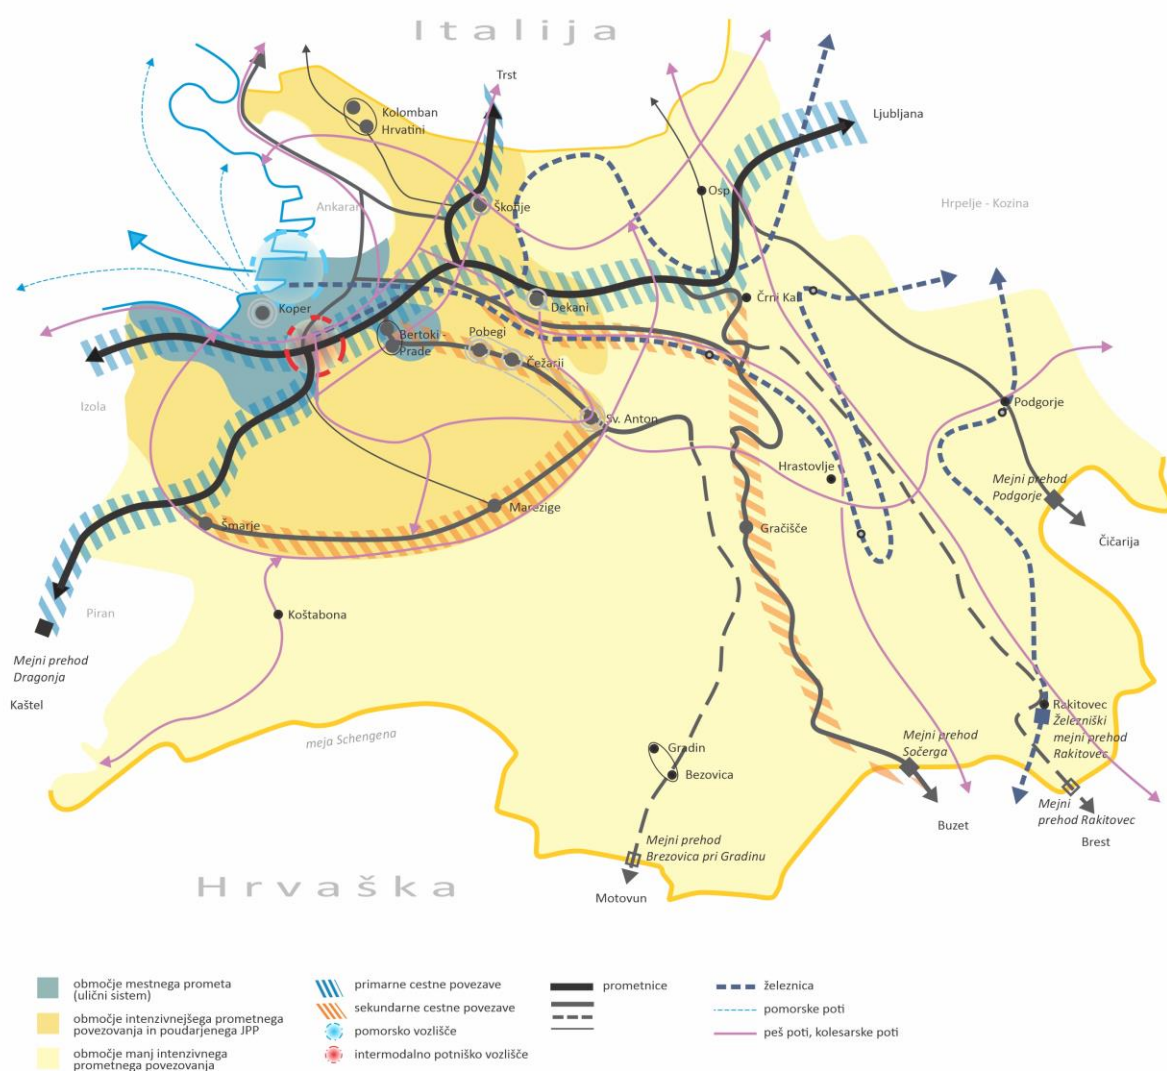 Italija
Trst
Kolomban
Hrvatini
Ljubljana
Škofije
Osp
Ankaran
Hrpelje - Kozina
Koper
Dekani
Črni Kal
Bertoki -
Prade
Pobegi
Čežarji
Izola
Sv. Anton
Podgorje
Hrastovlje
Mejni prehod
Podgorje
Marezige
Šmarje
Gračišče
Čičarija
Piran
Koštabona
Mejni prehod
Dragonja
Kaštel
meja Schengena
Rakitovec
Železniški
mejni prehod
Rakitovec
Mejni prehod
Sočerga
Gradin
Bezovica
Mejni
prehod Rakitovec
Buzet
Brest
Mejni prehod
Brezovica pri Gradinu
Motovun
Hrvaška
območje mestnega prometa
(ulični sistem)
območje intenzivnejšega prometnega
povezovanja in poudarjenega JPP
območje manj intenzivnega
prometnega povezovanja
primarne cestne povezave
sekundarne cestne povezave
pomorsko vozlišče
intermodalno potniško vozlišče
prometnice
železnica
pomorske poti
peš poti, kolesarske poti